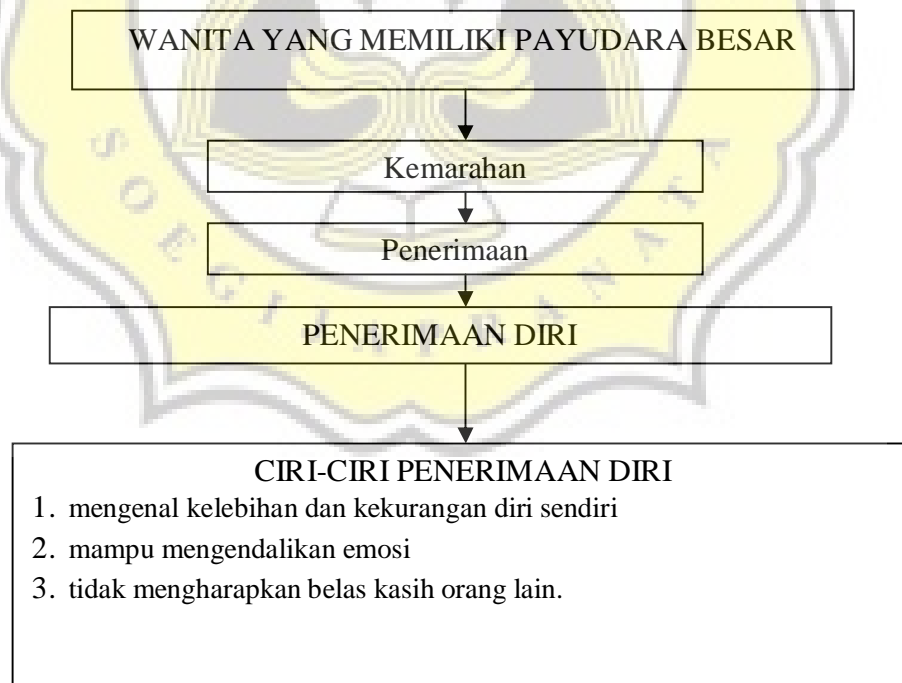 WANITA YANG MEMILIKI PAYUDARA BESAR
Kemarahan
Penerimaan
PENERIMAAN DIRI
CIRI-CIRI PENERIMAAN DIRI
1. mengenal kelebihan dan kekurangan diri sendiri
2. mampu mengendalikan emosi
3. tidak mengharapkan belas kasih orang lain.
SOEGIJAPRANATA